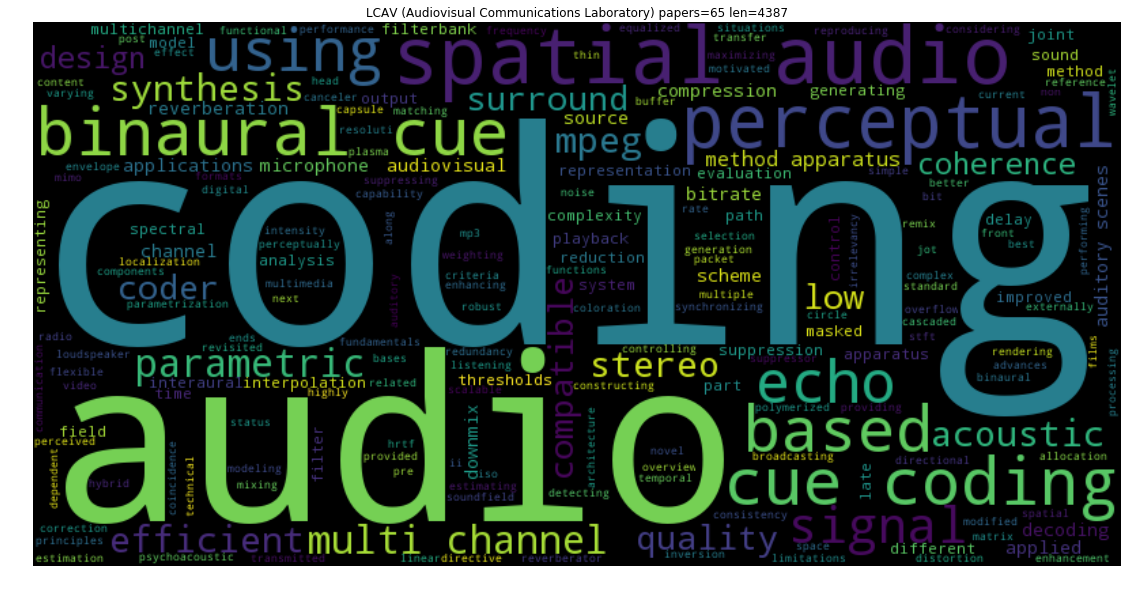 LCAV (Audiovisual Communications Laboratory) papers=65 len=4387
multichannel functional performance filterbank frequency equalized situations reproducing considering
post model transfer maximizing joint
design effect using spatial audio thin motivated sound
content synthesis head surround compression generating method
varying canceler output buffer current non reference wavelet
reverberation capsule matching source
binaural cue resoluti mpeg perceptual
plasma method apparatus coherence
envelope applications microphone audiovisual representation evaluation simple better
mimo formats suppressing noise bitrate bit
digital capability rate
coding
representing spectral intensity mp3 along complexity path selection control remix delay auditory scenes
channel perceptually weighting playback generation irrelevancy jot front best performing
localization analysis reduction packet
components criteria functions scheme complex
coder multimedia enhancing system multiple low standard improved
parametrization next auditory robust coloration synchronizing circle overflow externally
fundamentals masked cascaded
radio ends revisited redundancy controlling suppression stft rendering films
loudspeaker parametric bases listening compatible stereo suppressor apparatus advances
communication flexible interaural interpolation related thresholds constructing part echo binaural processing
video time highly scalable polymerized providing
audio
field status architecture based acoustic
perceived filter hrtf downmix novel broadcasting directional allocation
dependent hybrid coincidence technical modeling provided ii iso overview cue coding
mixing pre estimating temporal late
soundfield detecting
correction consistency signal modified spatial
principles efficient multi channel quality space matrix decoding
estimation psychoacoustic transmitted linear directive reverberator inversion limitations different distortion applied enhancement